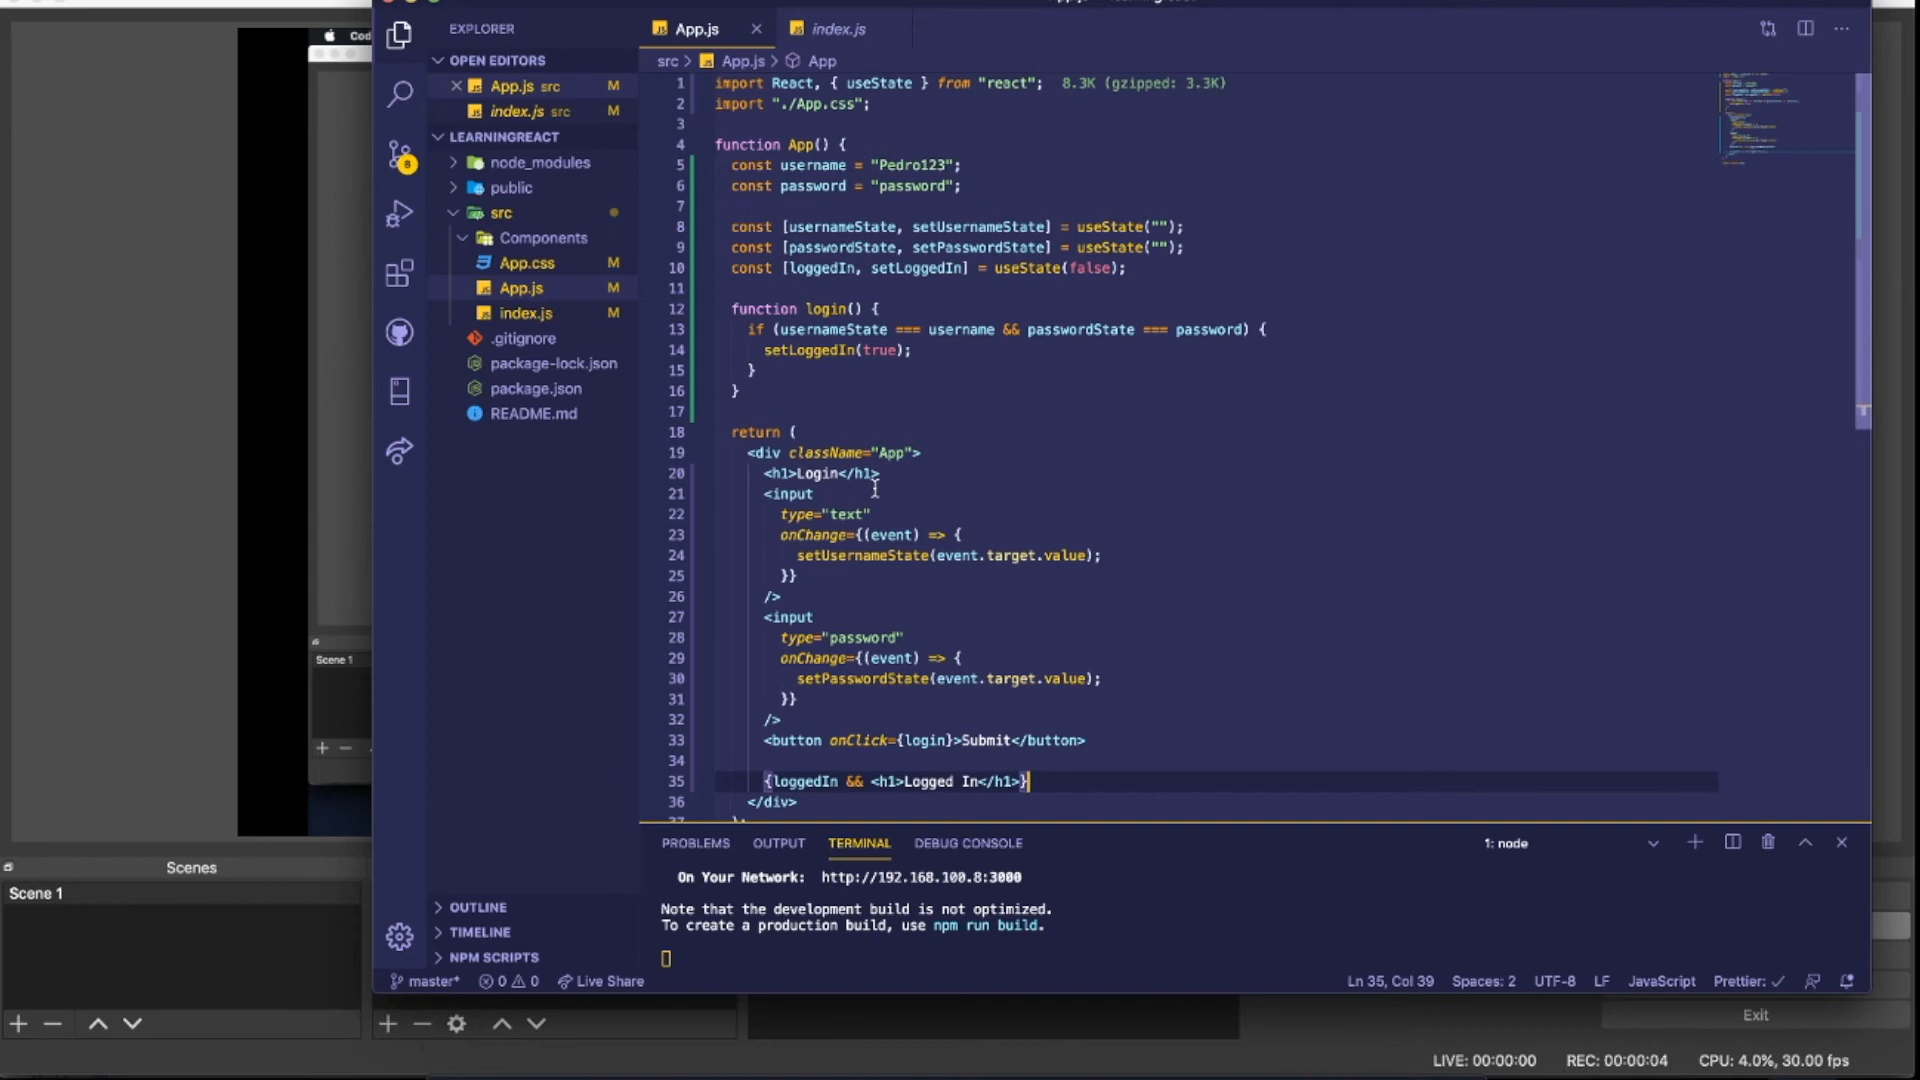 Cod
EXPLORER
App.js
index.js
OPEN EDITORS
App.js src M
index.js src M
LEARNINGREACT
node_modules
public
src
Components
App.css M
App.js M
index.js M
.gitignore
package-lock.json
package.json
README.md
8
OUTLINE
TIMELINE
NPM SCRIPTS
src > App.js > App
1 import React, { useState } from "react"; 8.3K (gzipped: 3.3K)
2 import "./App.css";
3
4 function App() {
5 const username = "Pedro123";
6 const password = "password";
7
8 const [usernameState, setUsernameState] = useState("");
9 const [passwordState, setPasswordState] = useState("");
10 const [loggedIn, setLoggedIn] = useState(false);
11
12 function login() {
13 if (usernameState === username && passwordState === password) {
14 setLoggedIn(true);
15 }
16 }
17
18 return (
19 <div className="App">
20 <h1>Login</h1>
21 <input
22 type="text"
23 onChange={(event) => {
24 setUsernameState(event.target.value);
25 }}
26 />
27 <input
28 type="password"
29 onChange={(event) => {
30 setPasswordState(event.target.value);
31 }}
32 />
33 <button onClick={login}>Submit</button>
34
35 {loggedIn && <h1>Logged In</h1>}
36 </div>
PROBLEMS OUTPUT TERMINAL DEBUG CONSOLE 1: node
On Your Network: http://192.168.100.8:3000
Note that the development build is not optimized.
To create a production build, use npm run build.
master* 0 0 Live Share Ln 35, Col 39 Spaces: 2 UTF-8 LF JavaScript Prettier: ✓
Scene 1
Scenes
Scene 1
Exit
LIVE: 00:00:00 REC: 00:00:04 CPU: 4.0%, 30.00 fps